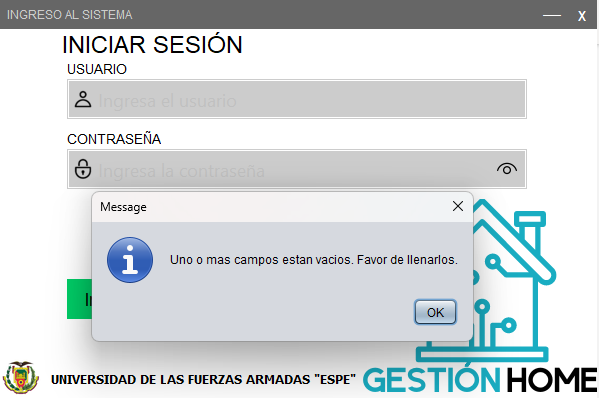 INGRESO AL SISTEMA
X
INICIAR SESIÓN
USUARIO
Ingresa el usuario
CONTRASEÑA
Ingresa la contraseña
Message
Uno o mas campos estan vacios. Favor de llenarlos.
OK
UNIVERSIDAD DE LAS FUERZAS ARMADAS "ESPE"
GESTIÓN HOME